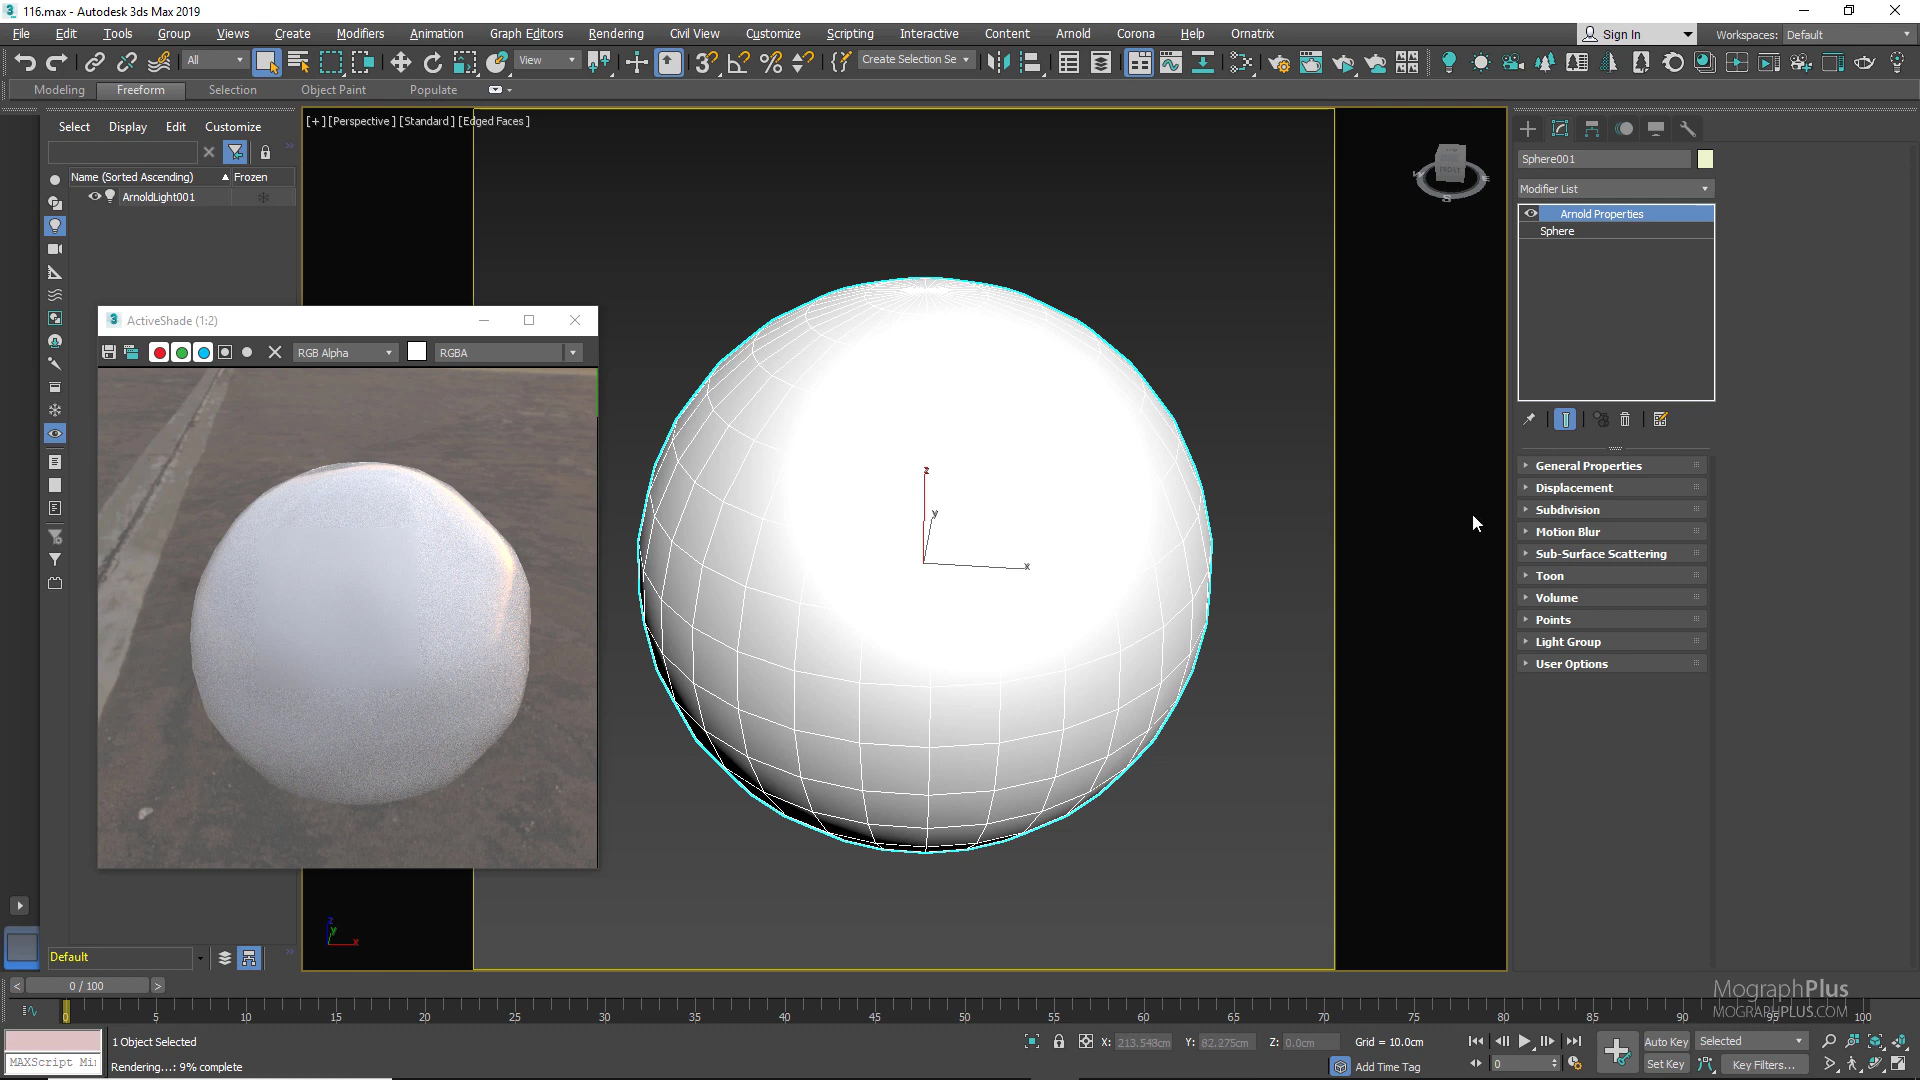 116.max - Autodesk 3ds Max 2019
File Edit Tools Group Views Create Modifiers Animation Graph Editors Rendering Civil View Customize Scripting Interactive Content Arnold Corona Help Ornatrix Sign In Workspaces: Default
All View Create Selection Se
Modeling Freeform Selection Object Paint Populate
[+] [Perspective ] [Standard ] [Edged Faces ]
Select Display Edit Customize
Name (Sorted Ascending) Frozen
ArnoldLight001
Sphere001
Modifier List
Arnold Properties
Sphere
ActiveShade (1:2)
RGB Alpha RGBA
General Properties
Displacement
Subdivision
Motion Blur
Sub-Surface Scattering
Toon
Volume
Points
Light Group
User Options
z
y
x
z
y
x
Default
0 / 100
MographPlus
MOGRAPHPLUS.COM
0 5 10 15 20 25 30 35 40 45 50 55 60 65 70 75 80 85 90 95 100
1 Object Selected X: 213.548cm Y: 82.275cm Z: 0.0cm Grid = 10.0cm Auto Key Selected
MAXScript Mi Rendering...: 9% complete Add Time Tag 0 Set Key Key Filters...